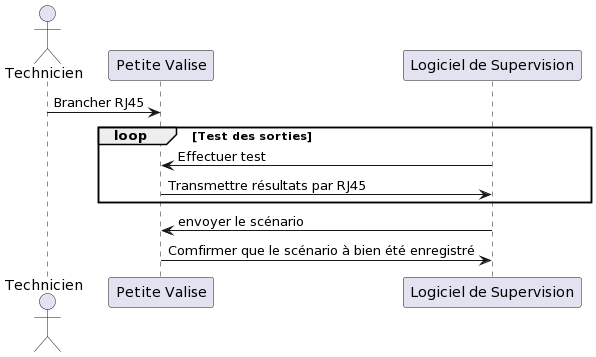 Technicien
Petite Valise
Logiciel de Supervision
Brancher RJ45
loop [Test des sorties]
Effectuer test
Transmettre résultats par RJ45
envoyer le scénario
Comfirmer que le scénario à bien été enregistré
Technicien
Petite Valise
Logiciel de Supervision